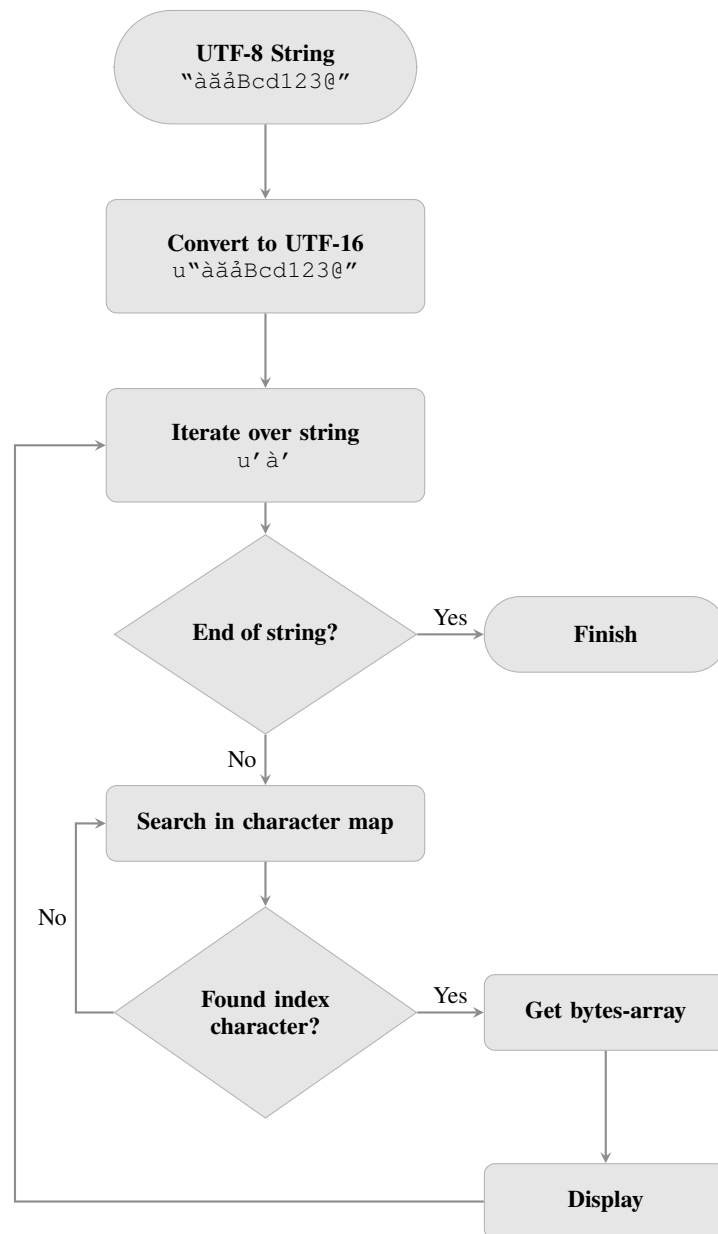 UTF-8 String
“àăåBcd123@”
Convert to UTF-16
u“àăåBcd123@”
Iterate over string
u’à’
End of string?
Yes
Finish
No
Search in character map
No
Found index
character?
Yes
Get bytes-array
Display